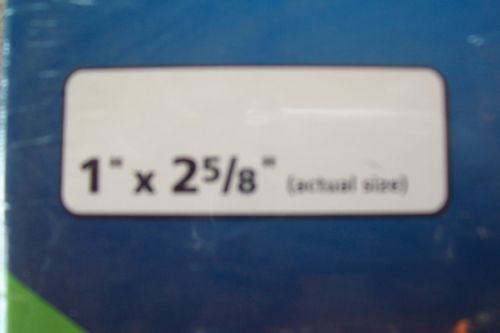 1" x 2 5/8" (actual size)